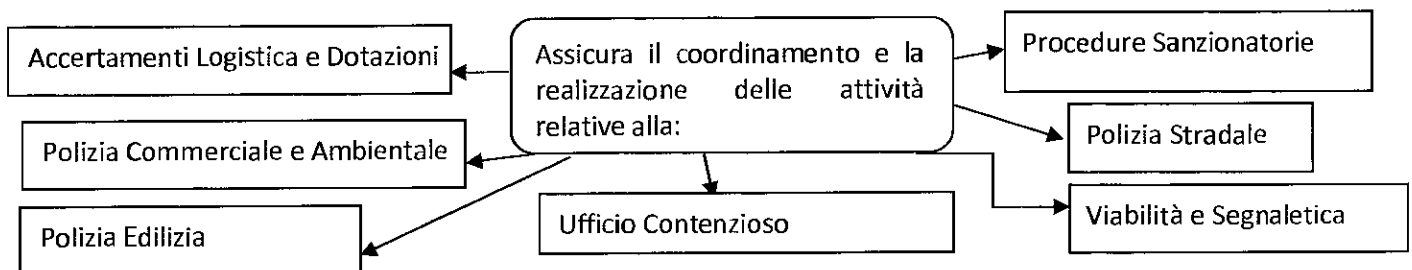 Accertamenti Logistica e Dotazioni
Assicura il coordinamento e la
realizzazione delle attività
relative alla:
Procedure Sanzionatorie
Polizia Commerciale e Ambientale
Polizia Stradale
Polizia Edilizia
Ufficio Contenzioso
Viabilità e Segnaletica